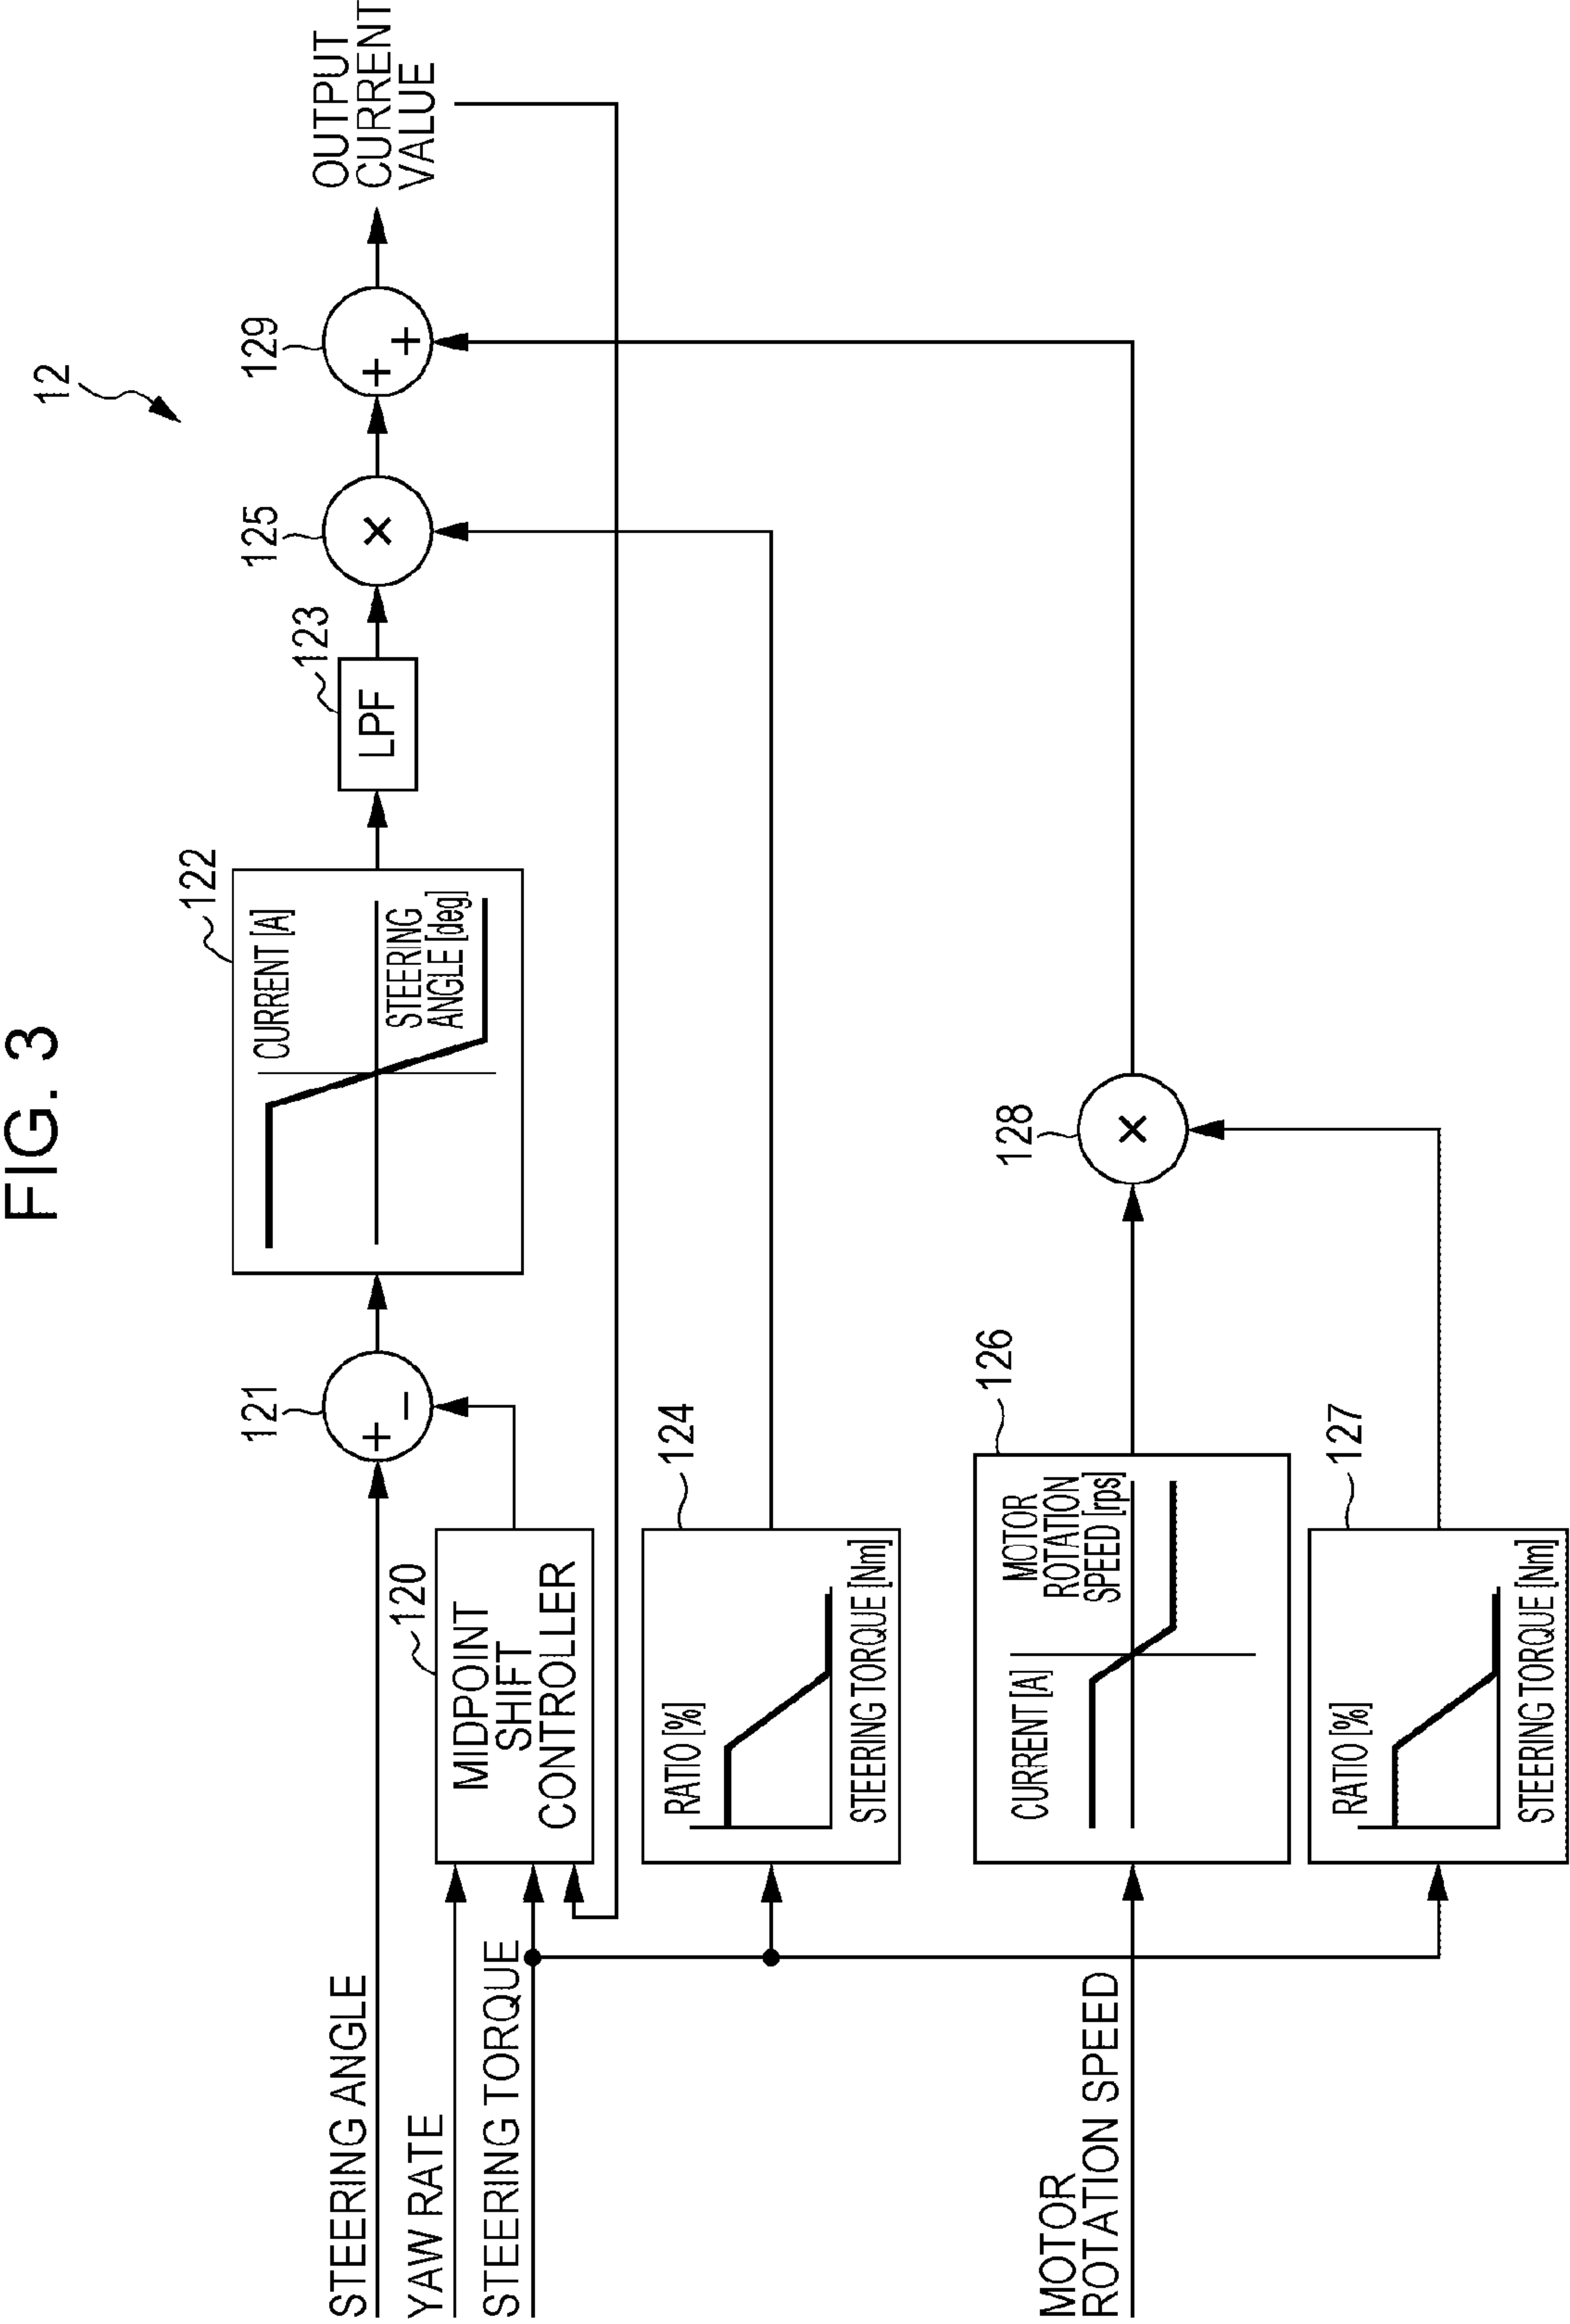 FIG. 3
12
STEERING ANGLE
YAW RATE
STEERING TORQUE
MOTOR
ROTATION SPEED
120
MIDPOINT
SHIFT
CONTROLLER
121
+
−
122
CURRENT [A]
STEERING
ANGLE [deg]
123
LPF
124
RATIO [%]
STEERING TORQUE [Nm]
125
×
126
CURRENT [A]
MOTOR
ROTATION
SPEED [rps]
127
RATIO [%]
STEERING TORQUE [Nm]
128
×
129
+
+
OUTPUT
CURRENT
VALUE